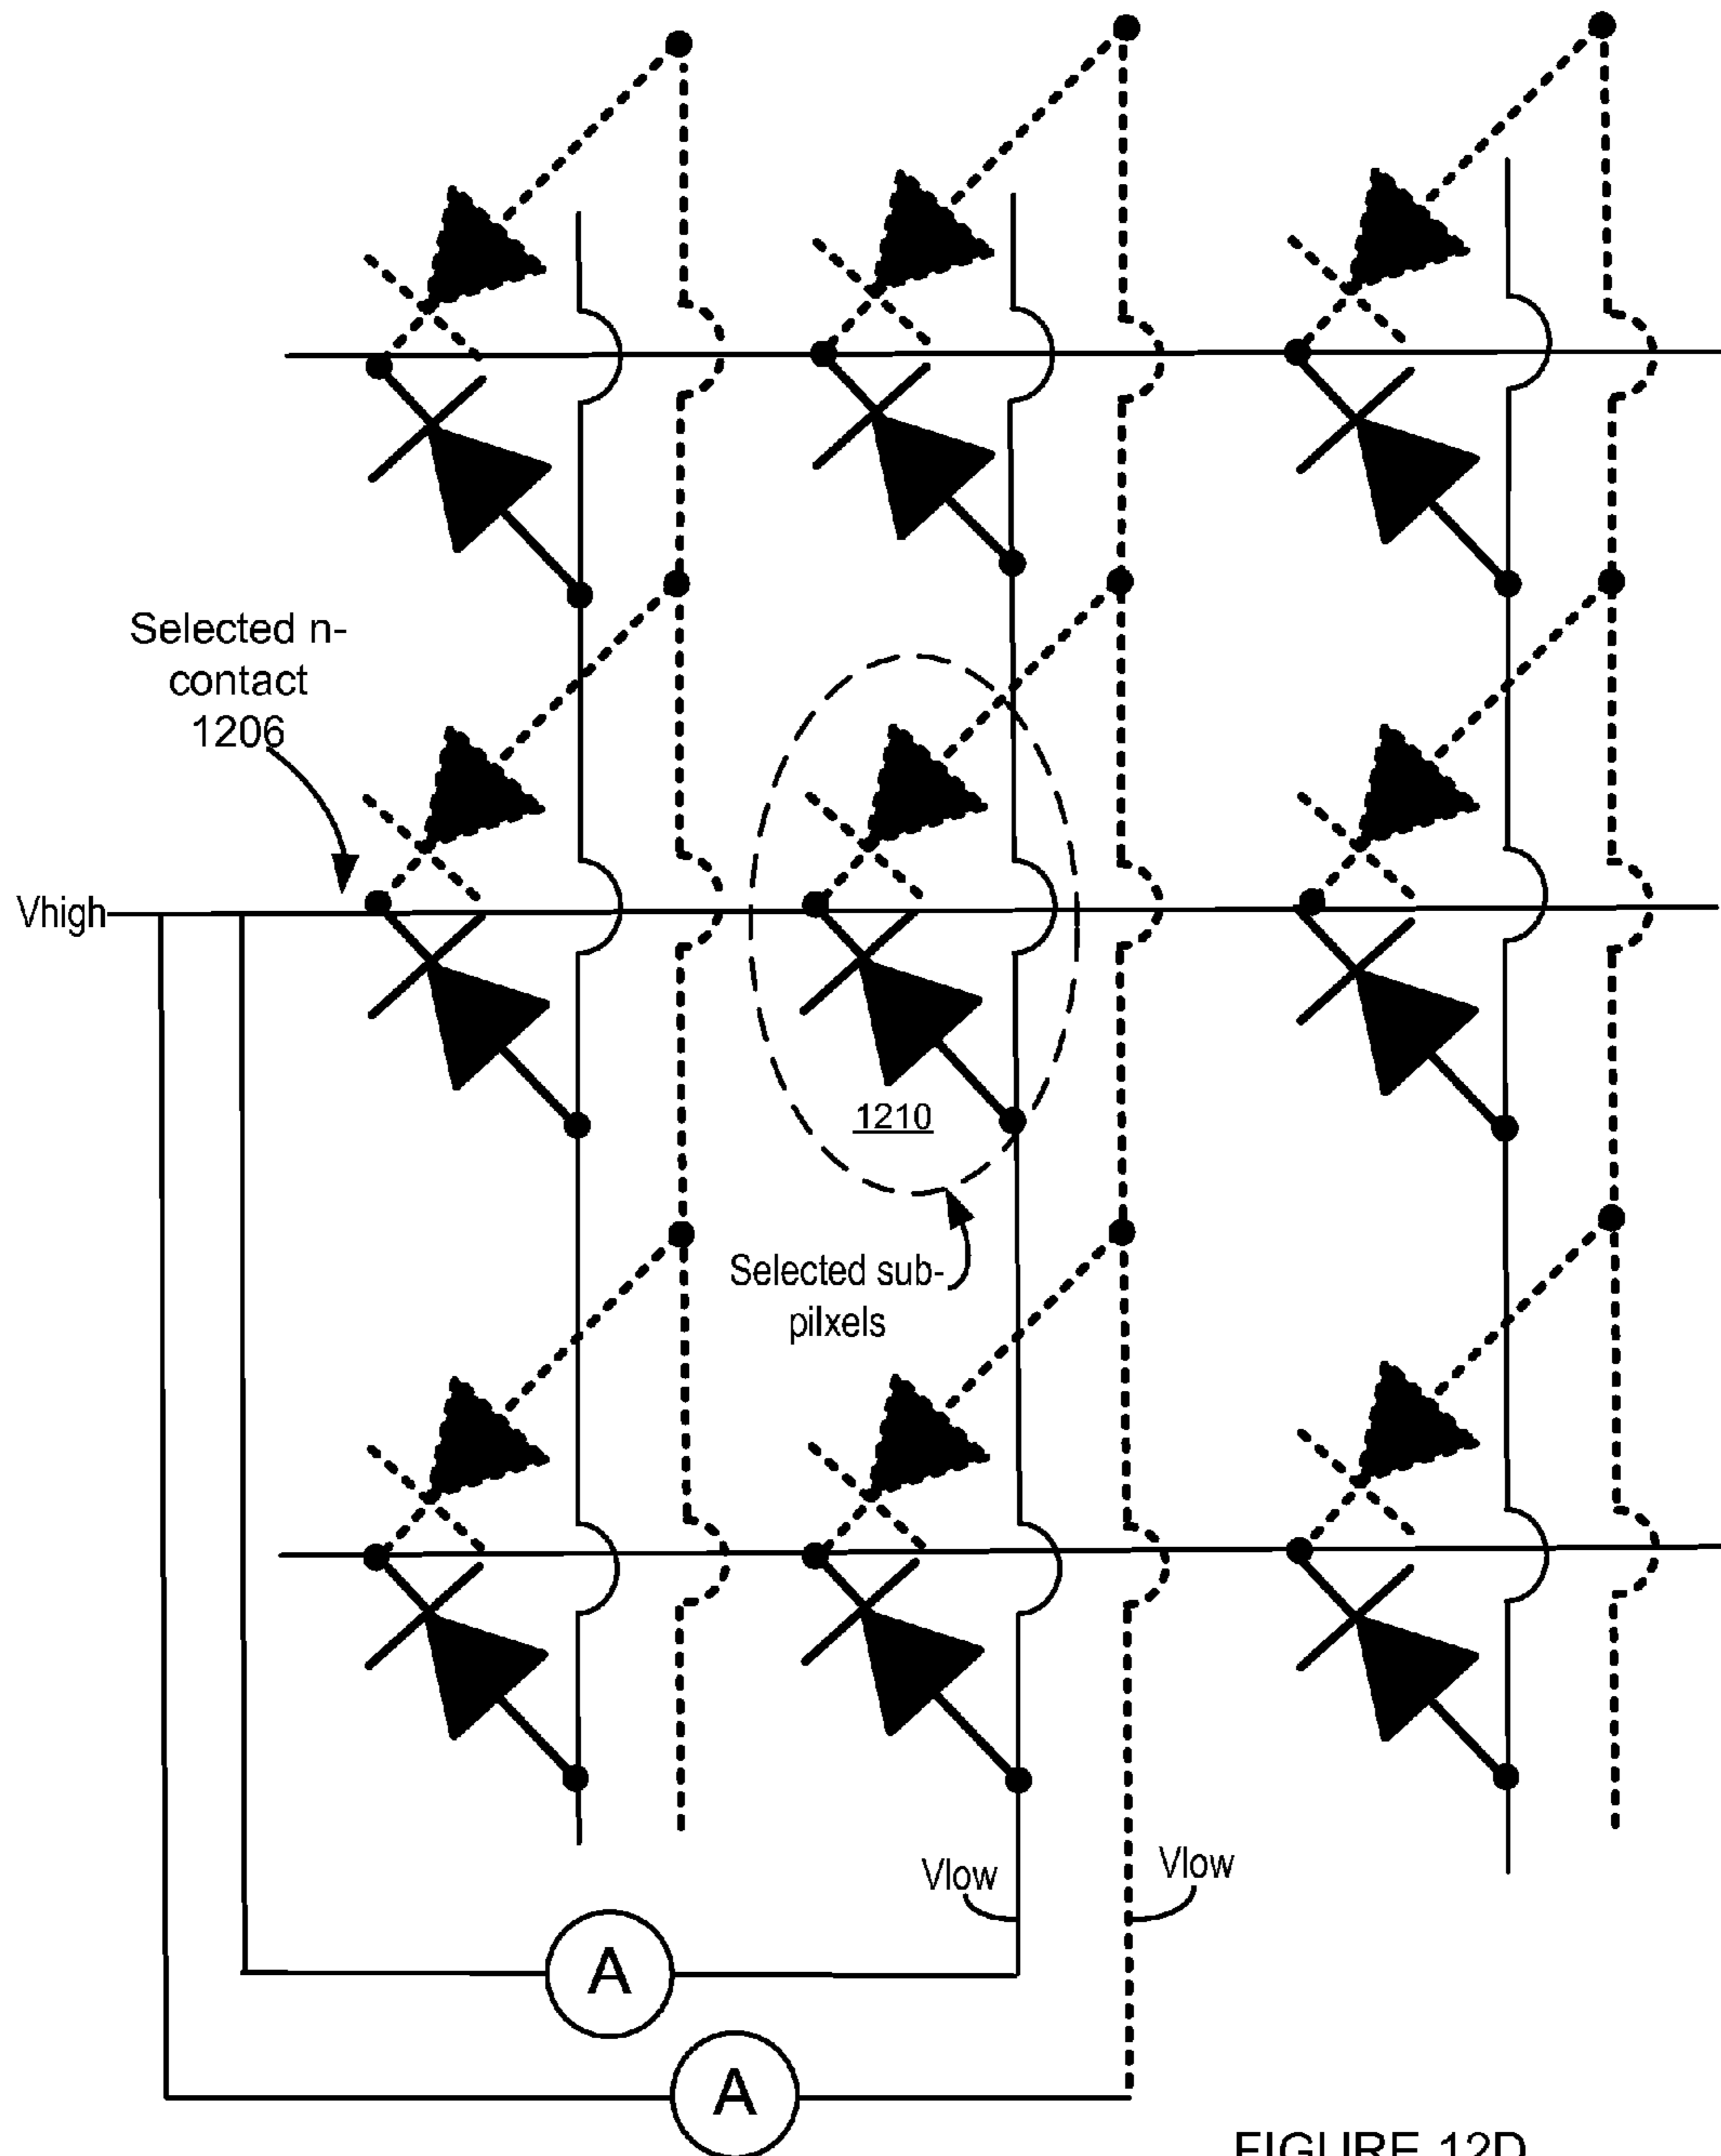 Selected n-
contact
1206
Vhigh
1210
Selected sub-
pilxels
Vlow
Vlow
A
A
FIGURE 12D